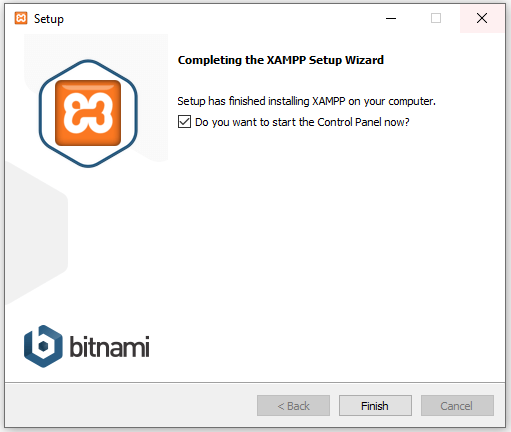 Setup
Completing the XAMPP Setup Wizard
Setup has finished installing XAMPP on your computer.
Do you want to start the Control Panel now?
bitnami
< Back
Finish
Cancel